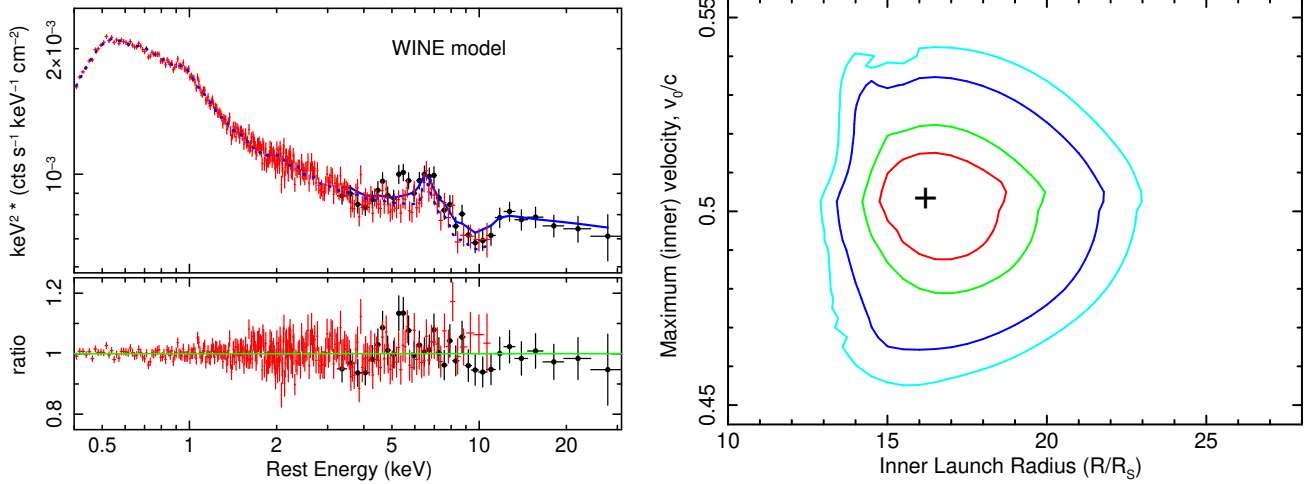 WINE model
keV² * (cts s⁻¹ keV⁻¹ cm⁻²)
2×10⁻³
10⁻³
ratio
1.2
1
0.8
0.5 1 2 5 10 20
Rest Energy (keV)
Maximum (inner) velocity, v₀/c
0.55
0.5
0.45
10 15 20 25
Inner Launch Radius (R/R_S)